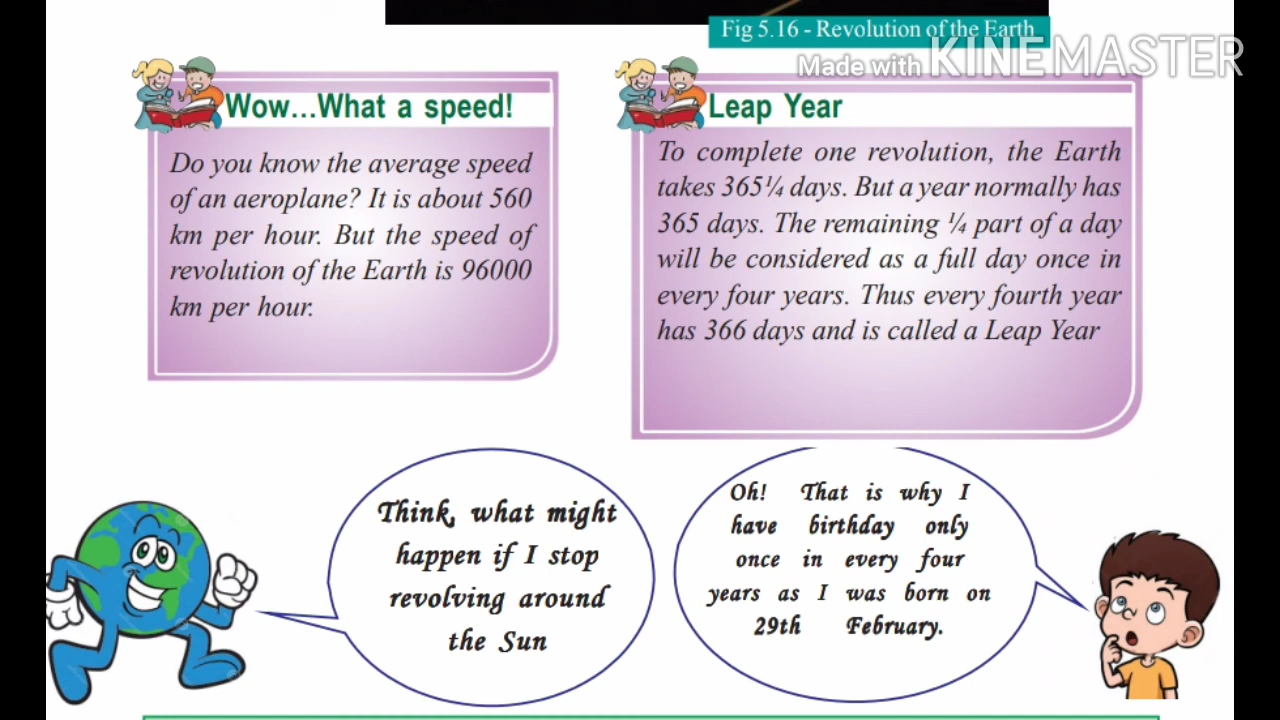 Fig 5.16 - Revolution of the Earth
Made with KINEMASTER
Wow...What a speed!
Do you know the average speed
of an aeroplane? It is about 560
km per hour. But the speed of
revolution of the Earth is 96000
km per hour.
Leap Year
To complete one revolution, the Earth
takes 365¼ days. But a year normally has
365 days. The remaining ¼ part of a day
will be considered as a full day once in
every four years. Thus every fourth year
has 366 days and is called a Leap Year
Think, what might
happen if I stop
revolving around
the Sun
Oh! That is why I
have birthday only
once in every four
years as I was born on
29th February.